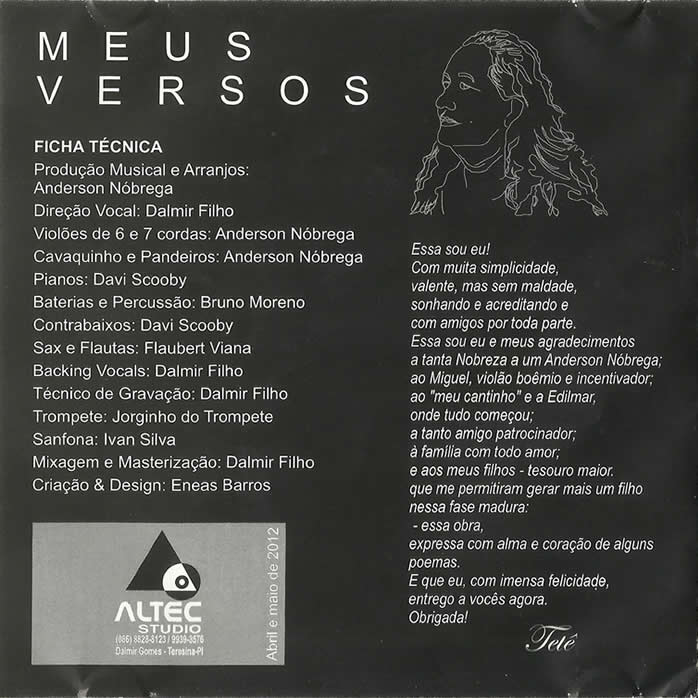 MEUS
VERSOS
FICHA TÉCNICA
Produção Musical e Arranjos:
Anderson Nóbrega
Direção Vocal: Dalmir Filho
Violões de 6 e 7 cordas: Anderson Nóbrega
Cavaquinho e Pandeiros: Anderson Nóbrega
Pianos: Davi Scooby
Baterias e Percussão: Bruno Moreno
Contrabaixos: Davi Scooby
Sax e Flautas: Flaubert Viana
Backing Vocals: Dalmir Filho
Técnico de Gravação: Dalmir Filho
Trompete: Jorginho do Trompete
Sanfona: Ivan Silva
Mixagem e Masterização: Dalmir Filho
Criação & Design: Eneas Barros
ALTEC
STUDIO
(086) 8828-8123 / 9939-3576
Dalmir Gomes - Teresina-PI
Abril e maio de 2012
Essa sou eu!
Com muita simplicidade,
valente, mas sem maldade,
sonhando e acreditando e
com amigos por toda parte.
Essa sou eu e meus agradecimentos
a tanta Nobreza a um Anderson Nóbrega;
ao Miguel, violão boêmio e incentivador;
ao "meu cantinho" e a Edilmar,
onde tudo começou;
a tanto amigo patrocinador;
à família com todo amor;
e aos meus filhos - tesouro maior.
que me permitiram gerar mais um filho
nessa fase madura:
- essa obra,
expressa com alma e coração de alguns
poemas.
E que eu, com imensa felicidade,
entrego a vocês agora.
Obrigada!
Teté